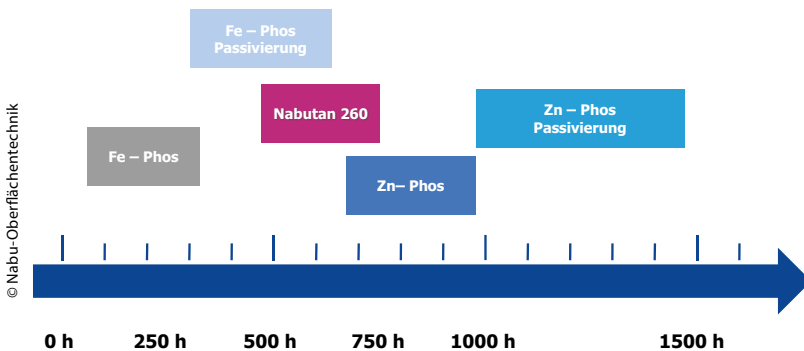 Fe – Phos
Passivierung
Nabutan 260
Zn – Phos
Passivierung
Fe – Phos
Zn– Phos
© Nabu-Oberflächentechnik
0 h
250 h
500 h
750 h
1000 h
1500 h